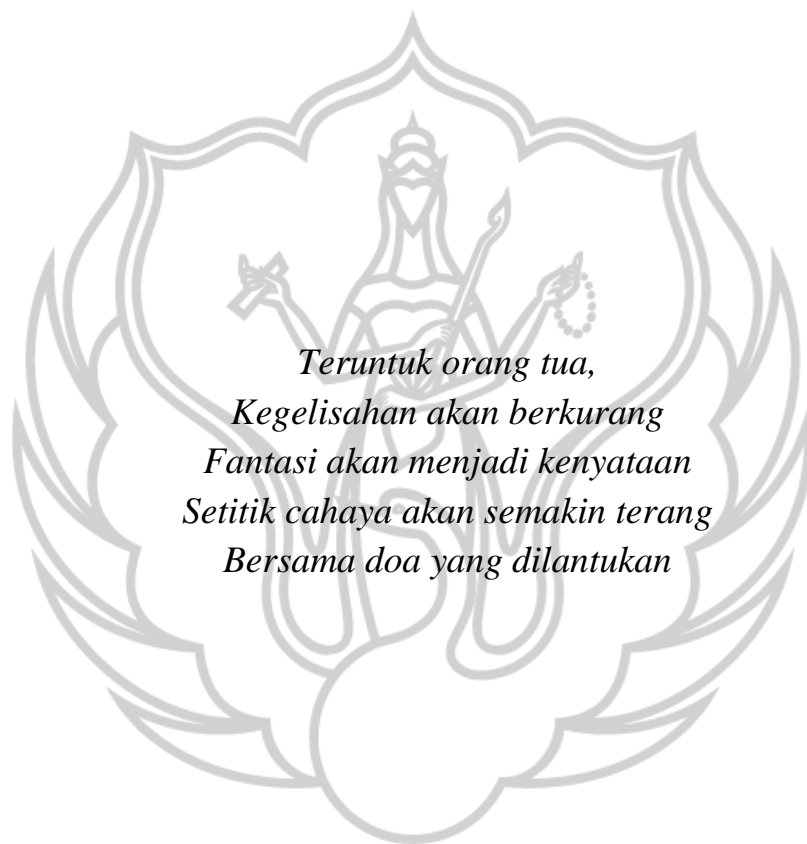 Teruntuk orang tua,
Kegelisahan akan berkurang
Fantasi akan menjadi kenyataan
Setitik cahaya akan semakin terang
Bersama doa yang dilantukan